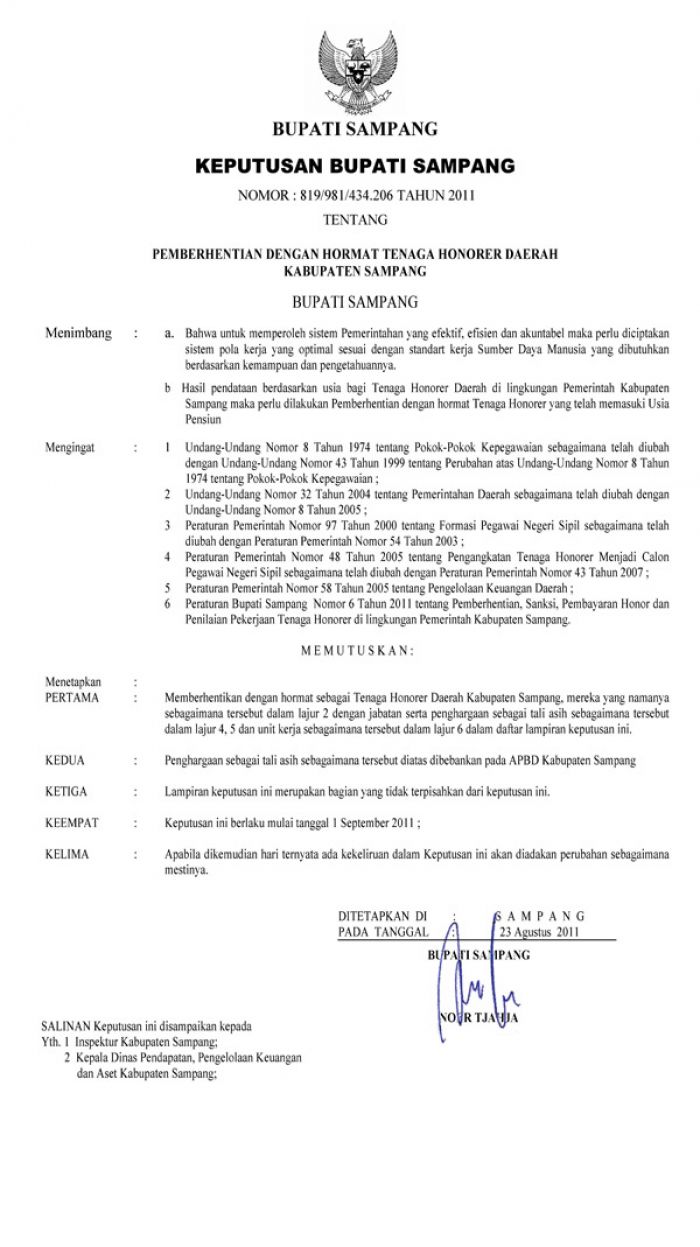 BUPATI SAMPANG
KEPUTUSAN BUPATI SAMPANG
NOMOR : 819/981/434.206 TAHUN 2011
TENTANG
PEMBERHENTIAN DENGAN HORMAT TENAGA HONORER DAERAH
KABUPATEN SAMPANG
BUPATI SAMPANG
Menimbang : a. Bahwa untuk memperoleh sistem Pemerintahan yang efektif, efisien dan akuntabel maka perlu diciptakan
sistem pola kerja yang optimal sesuai dengan standart kerja Sumber Daya Manusia yang dibutuhkan
berdasarkan kemampuan dan pengetahuannya.
b Hasil pendataan berdasarkan usia bagi Tenaga Honorer Daerah di lingkungan Pemerintah Kabupaten
Sampang maka perlu dilakukan Pemberhentian dengan hormat Tenaga Honorer yang telah memasuki Usia
Pensiun
Mengingat : 1 Undang-Undang Nomor 8 Tahun 1974 tentang Pokok-Pokok Kepegawaian sebagaimana telah diubah
dengan Undang-Undang Nomor 43 Tahun 1999 tentang Perubahan atas Undang-Undang Nomor 8 Tahun
1974 tentang Pokok-Pokok Kepegawaian ;
2 Undang-Undang Nomor 32 Tahun 2004 tentang Pemerintahan Daerah sebagaimana telah diubah dengan
Undang-Undang Nomor 8 Tahun 2005 ;
3 Peraturan Pemerintah Nomor 97 Tahun 2000 tentang Formasi Pegawai Negeri Sipil sebagaimana telah
diubah dengan Peraturan Pemerintah Nomor 54 Tahun 2003 ;
4 Peraturan Pemerintah Nomor 48 Tahun 2005 tentang Pengangkatan Tenaga Honorer Menjadi Calon
Pegawai Negeri Sipil sebagaimana telah diubah dengan Peraturan Pemerintah Nomor 43 Tahun 2007 ;
5 Peraturan Pemerintah Nomor 58 Tahun 2005 tentang Pengelolaan Keuangan Daerah ;
6 Peraturan Bupati Sampang Nomor 6 Tahun 2011 tentang Pemberhentian, Sanksi, Pembayaran Honor dan
Penilaian Pekerjaan Tenaga Honorer di lingkungan Pemerintah Kabupaten Sampang.
M E M U T U S K A N :
Menetapkan :
PERTAMA : Memberhentikan dengan hormat sebagai Tenaga Honorer Daerah Kabupaten Sampang, mereka yang namanya
sebagaimana tersebut dalam lajur 2 dengan jabatan serta penghargaan sebagai tali asih sebagaimana tersebut
dalam lajur 4, 5 dan unit kerja sebagaimana tersebut dalam lajur 6 dalam daftar lampiran keputusan ini.
KEDUA : Penghargaan sebagai tali asih sebagaimana tersebut diatas dibebankan pada APBD Kabupaten Sampang
KETIGA : Lampiran keputusan ini merupakan bagian yang tidak terpisahkan dari keputusan ini.
KEEMPAT : Keputusan ini berlaku mulai tanggal 1 September 2011 ;
KELIMA : Apabila dikemudian hari ternyata ada kekeliruan dalam Keputusan ini akan diadakan perubahan sebagaimana
mestinya.
DITETAPKAN DI : S A M P A N G
PADA TANGGAL : 23 Agustus 2011
BUPATI SAMPANG
NOER TJAHJA
SALINAN Keputusan ini disampaikan kepada
Yth. 1 Inspektur Kabupaten Sampang;
2 Kepala Dinas Pendapatan, Pengelolaan Keuangan
dan Aset Kabupaten Sampang;